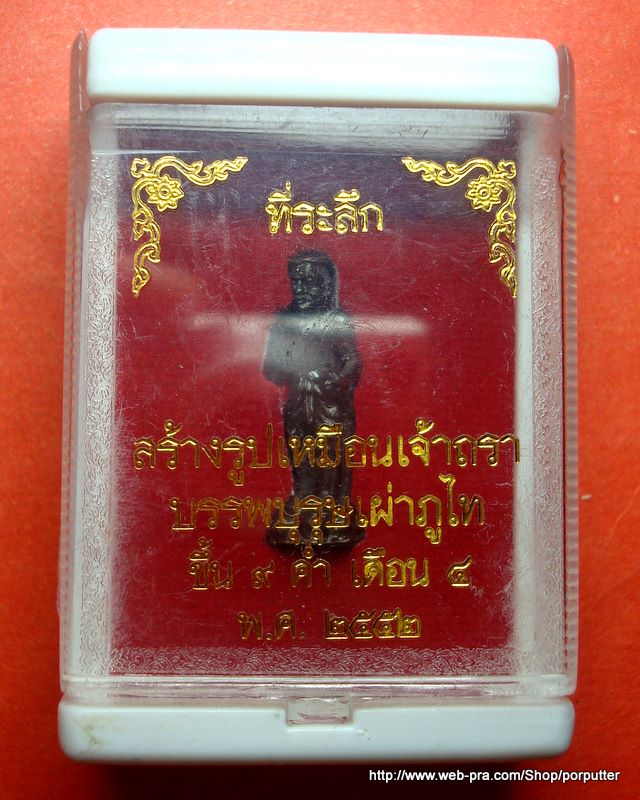 ที่ระลึก
สร้างรูปเหมือนเจ้าถรา
บรรพบุรุษเผ่าภูไท
ขึ้น ๙ ค่ำ เดือน ๔
พ.ศ. ๒๕๕๒
http://www.web-pra.com/Shop/porputter